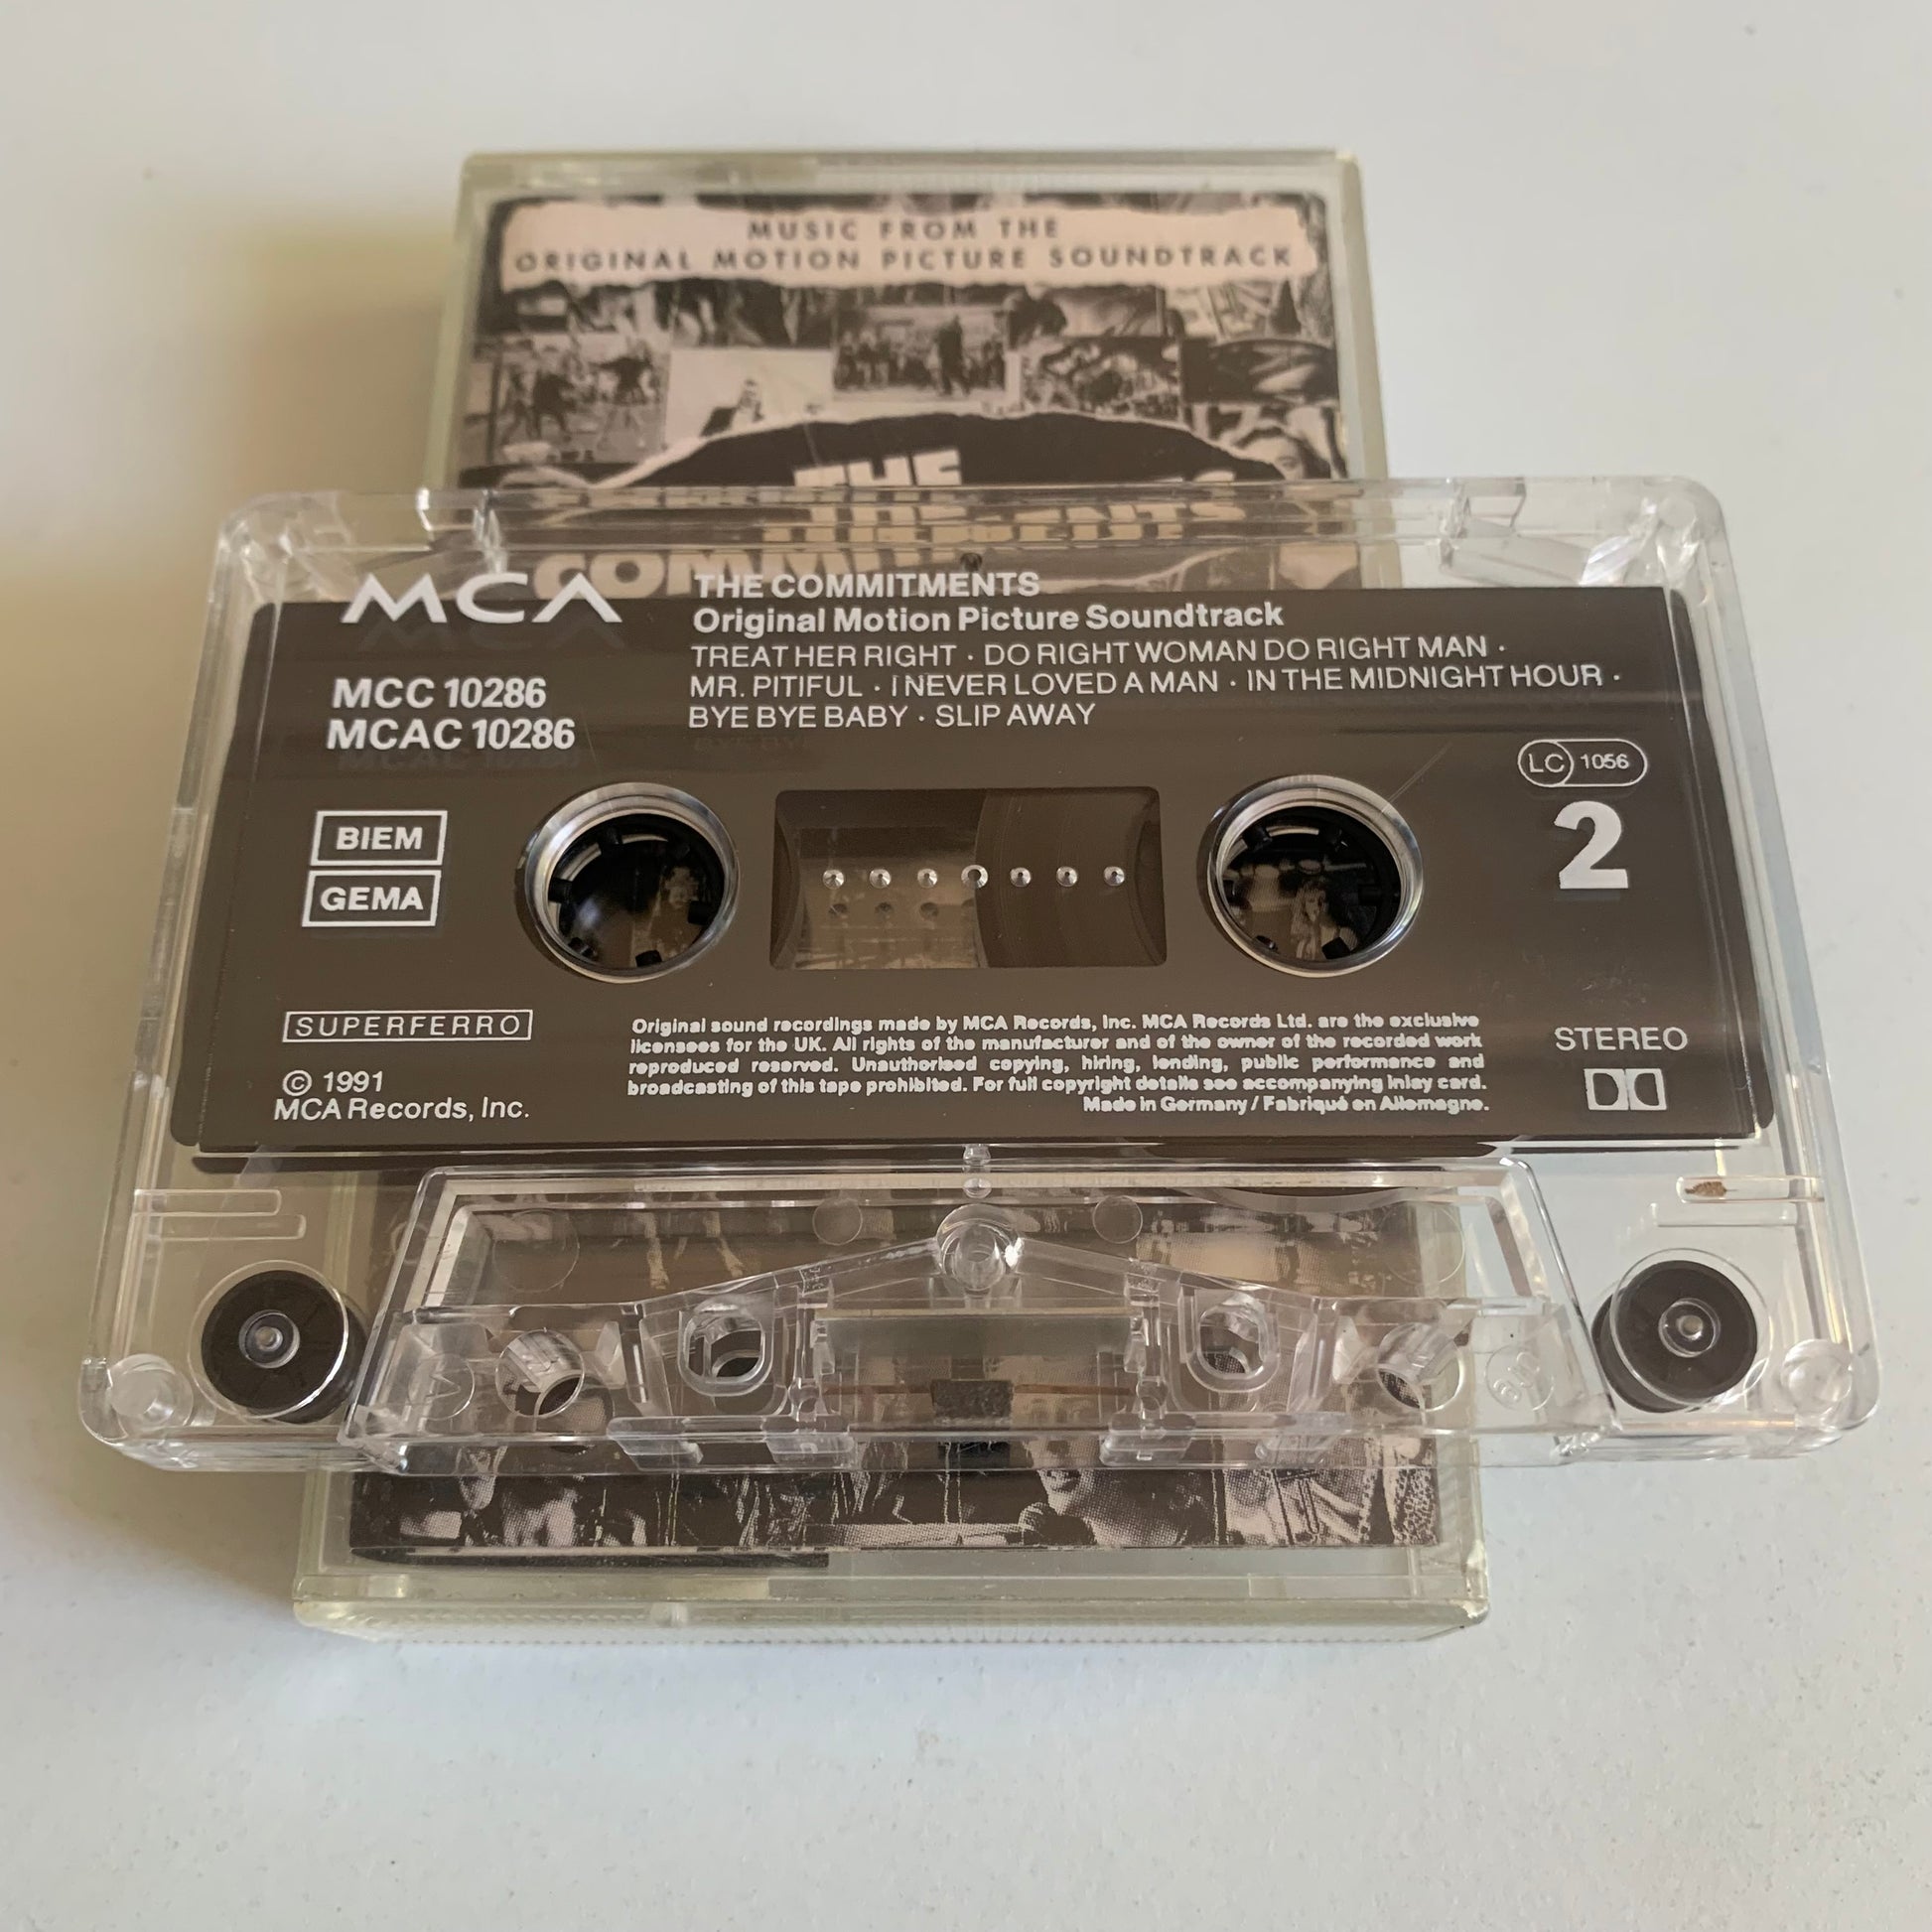 MUSIC FROM THE
ORIGINAL MOTION PICTURE SOUNDTRACK
THE
MCA
THE COMMITMENTS
Original Motion Picture Soundtrack
TREAT HER RIGHT · DO RIGHT WOMAN DO RIGHT MAN ·
MR. PITIFUL · I NEVER LOVED A MAN · IN THE MIDNIGHT HOUR ·
BYE BYE BABY · SLIP AWAY
MCC 10286
MCAC 10286
LC 1056
2
BIEM
GEMA
SUPERFERRO
© 1991
MCA Records, Inc.
Original sound recordings made by MCA Records, Inc. MCA Records Ltd. are the exclusive
licensees for the UK. All rights of the manufacturer and of the owner of the recorded work
reproduced reserved. Unauthorised copying, hiring, lending, public performance and
broadcasting of this tape prohibited. For full copyright details see accompanying inlay card.
Made in Germany / Fabriqué en Allemagne.
STEREO